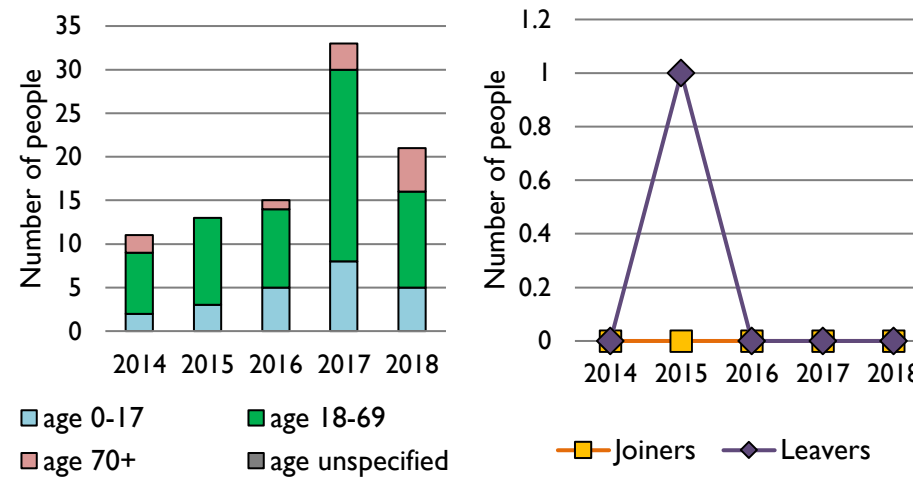 Number of people
35
30
25
20
15
10
5
0
2014 2015 2016 2017 2018
age 0-17 age 18-69
age 70+ age unspecified
Number of people
1.2
1
0.8
0.6
0.4
0.2
0
2014 2015 2016 2017 2018
Joiners Leavers